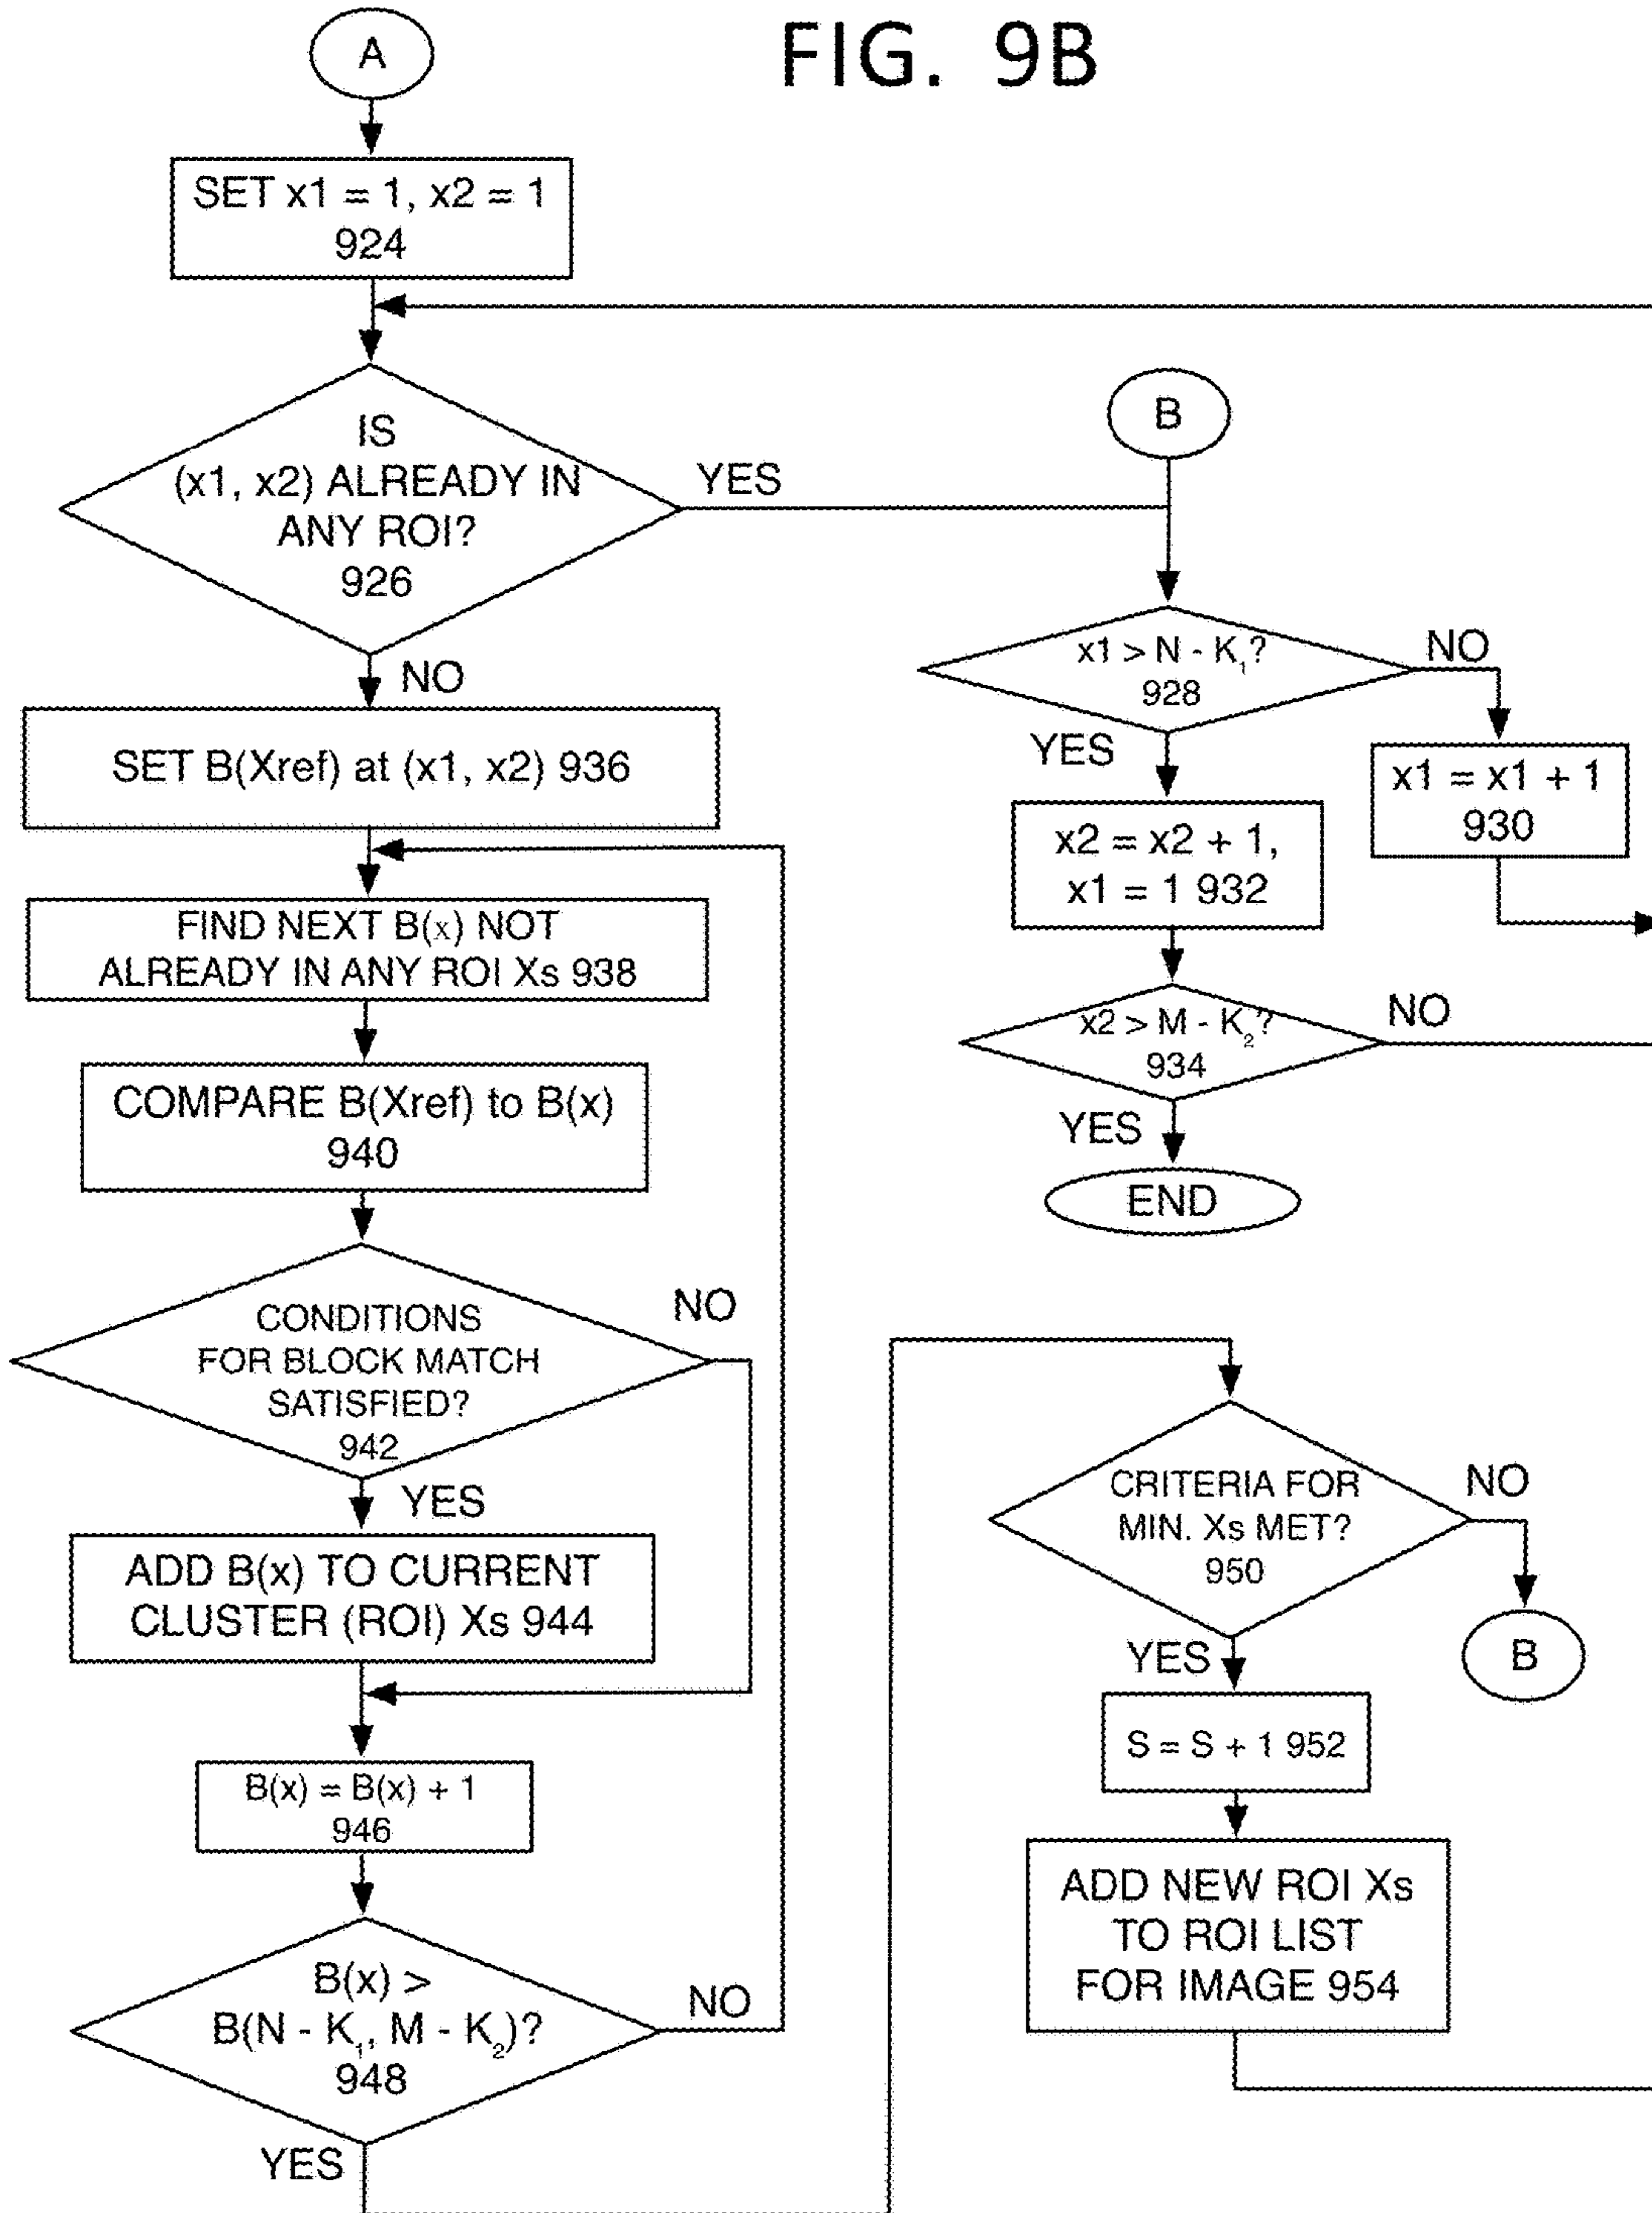 FIG. 9B
A
SET x1 = 1, x2 = 1
924
IS
(x1, x2) ALREADY IN
ANY ROI?
926
YES
NO
SET B(Xref) at (x1, x2) 936
FIND NEXT B(x) NOT
ALREADY IN ANY ROI Xs 938
COMPARE B(Xref) to B(x)
940
CONDITIONS
FOR BLOCK MATCH
SATISFIED?
942
NO
YES
ADD B(x) TO CURRENT
CLUSTER (ROI) Xs 944
B(x) = B(x) + 1
946
B(x) >
B(N - K₁, M - K₂)?
948
NO
YES
B
x1 > N - K₁?
928
NO
YES
x1 = x1 + 1
930
x2 = x2 + 1,
x1 = 1 932
x2 > M - K₂?
934
NO
YES
END
CRITERIA FOR
MIN. Xs MET?
950
NO
B
YES
S = S + 1 952
ADD NEW ROI Xs
TO ROI LIST
FOR IMAGE 954